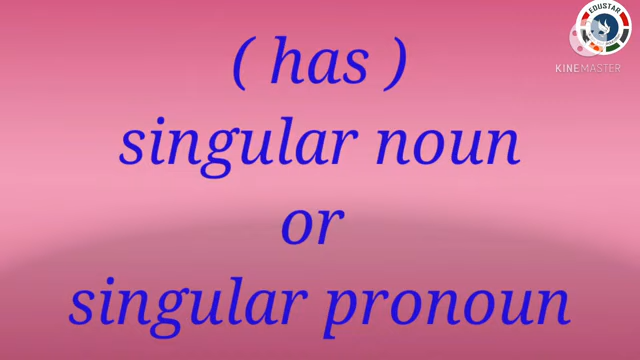 EDUSTAR
KINEMASTER
( has )
singular noun
or
singular pronoun